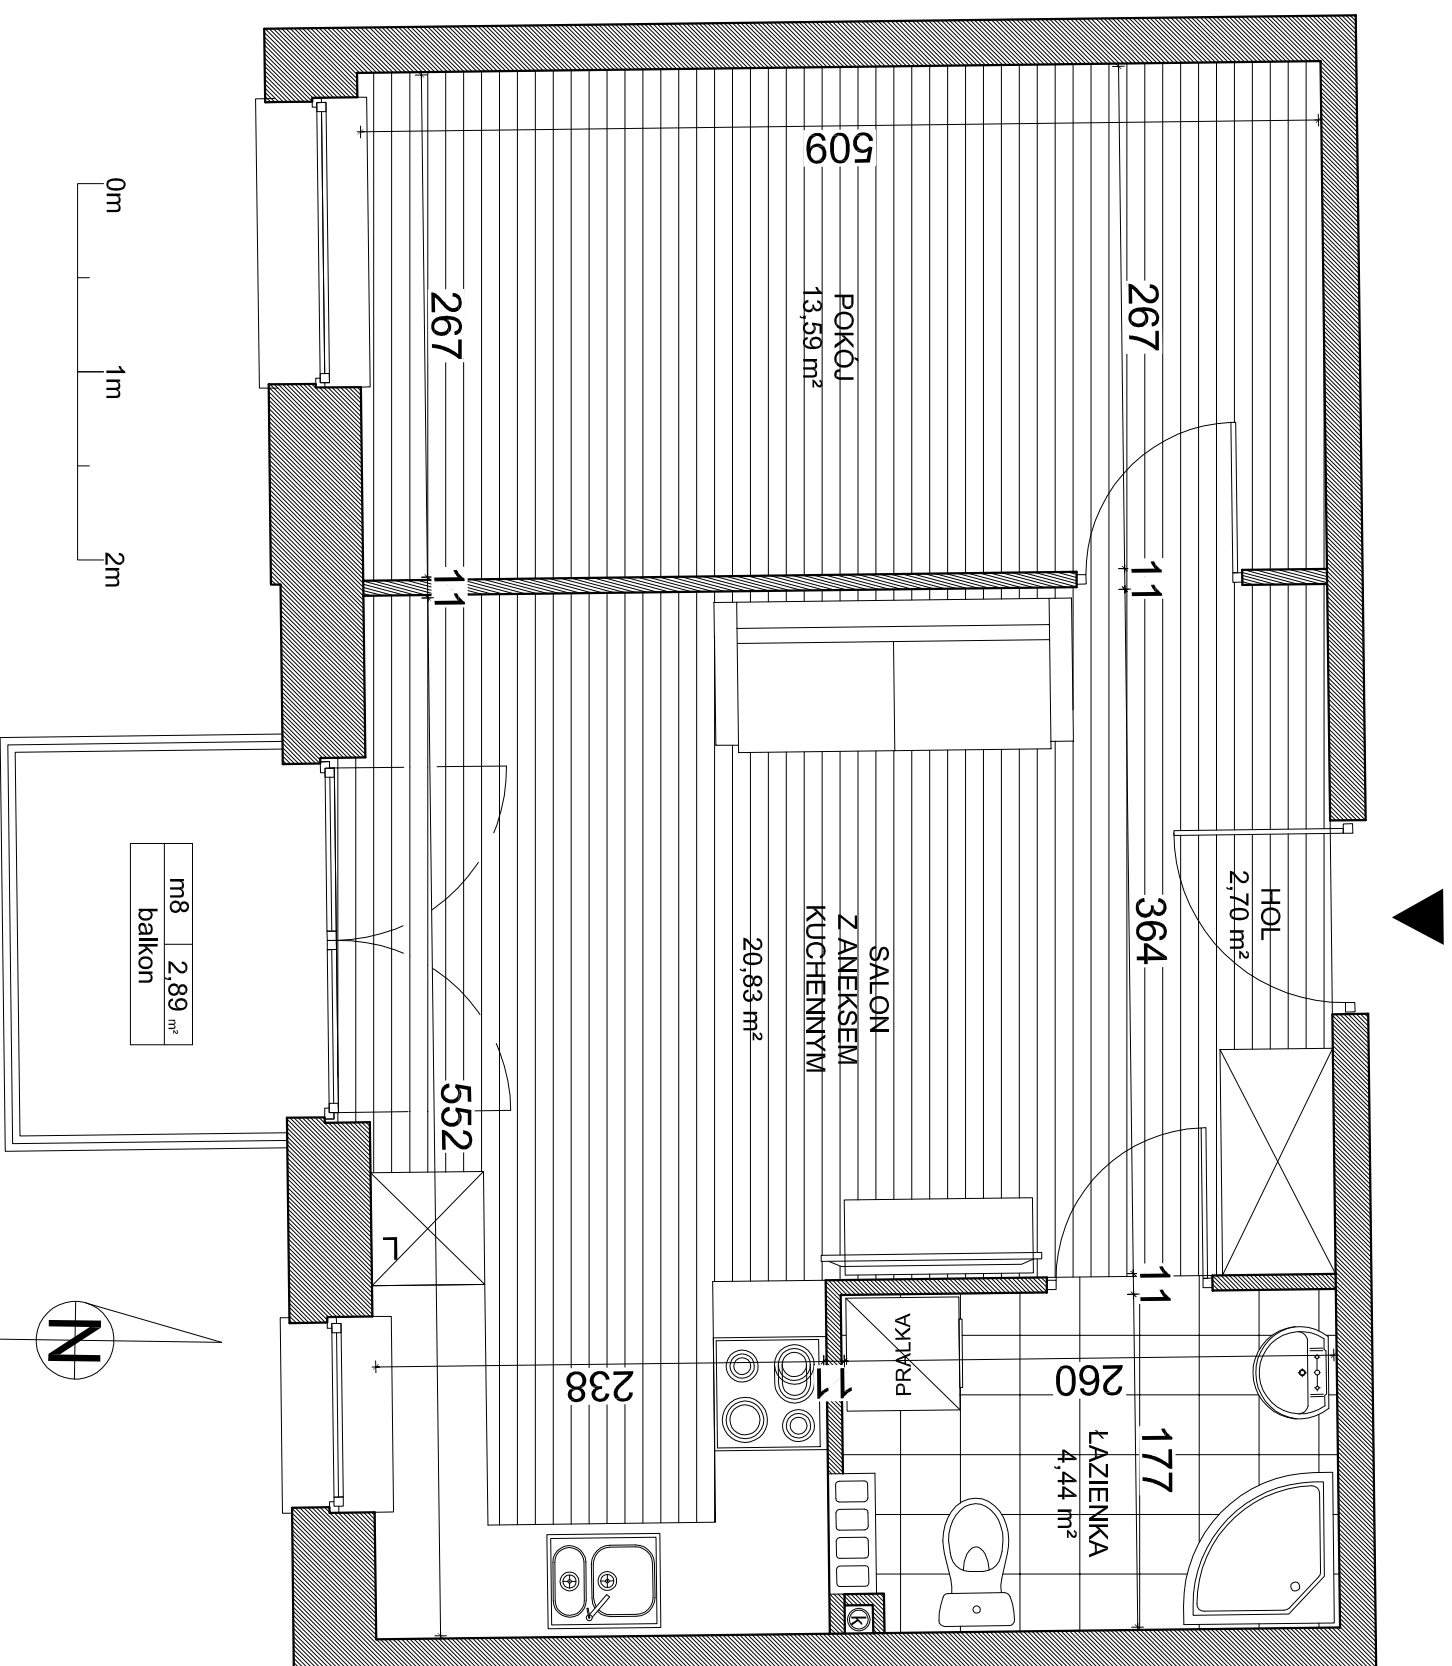 509
267
267
POKÓJ
13,59 m²
0m
1m
2m
11
11
HOL
2,70 m²
364
SALON
Z ANEKSEM
KUCHENNYM
20,83 m²
m8 2,89 m²
balkon
552
L
11
PRALKA
260
11
238
177
ŁAZIENKA
4,44 m²
k
N